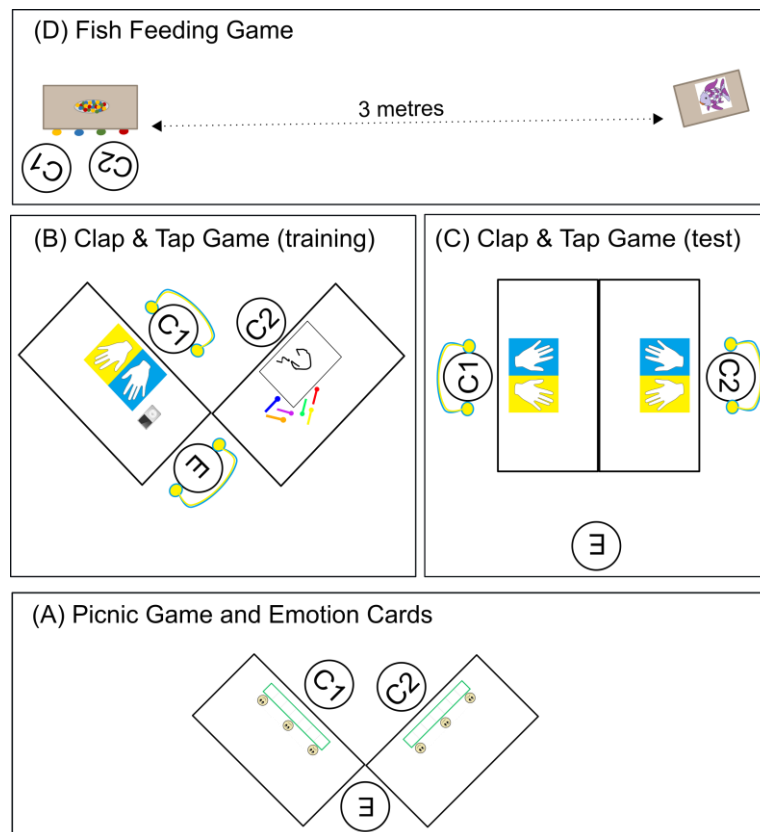 (D) Fish Feeding Game
3 metres
C1
C2
(B) Clap & Tap Game (training)
C1
C2
E
(C) Clap & Tap Game (test)
C1
C2
E
(A) Picnic Game and Emotion Cards
C1
C2
E